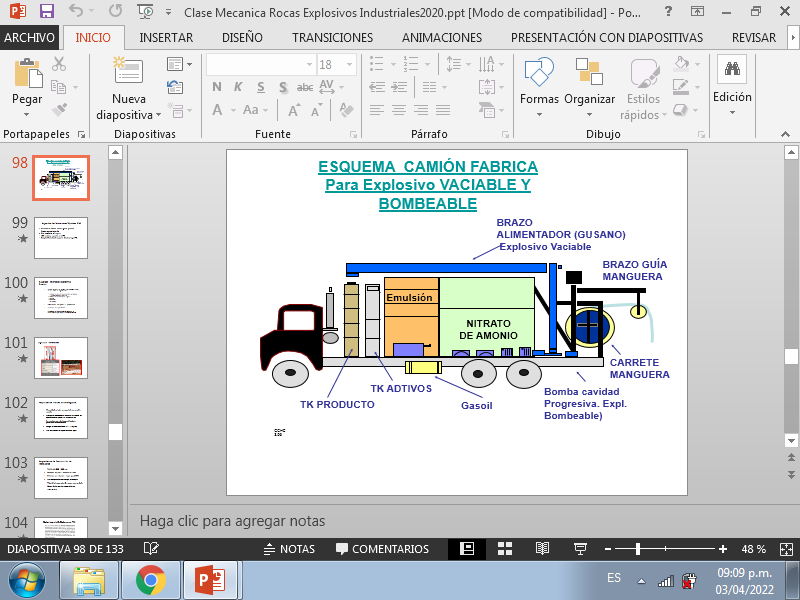 Clase Mecanica Rocas Explosivos Industriales2020.ppt [Modo de compatibilidad] - Po...
ARCHIVO INICIO INSERTAR DISEÑO TRANSICIONES ANIMACIONES PRESENTACIÓN CON DIAPOSITIVAS REVISAR
18
N K S S abc AV
A Aa A A
Pegar
Nueva
diapositiva
Formas Organizar Estilos
rápidos
Edición
Portapapeles Diapositivas Fuente Párrafo Dibujo
98
99
100
101
102
103
104
ESQUEMA CAMIÓN FABRICA
Para Explosivo VACIABLE Y
BOMBEABLE
BRAZO
ALIMENTADOR (GUSANO)
Explosivo Vaciable
BRAZO GUÍA
MANGUERA
Emulsión
NITRATO
DE AMONIO
CARRETE
MANGUERA
TK ADTIVOS
TK PRODUCTO
Gasoil
Bomba cavidad
Progresiva. Expl.
Bombeable)
Haga clic para agregar notas
DIAPOSITIVA 98 DE 133 NOTAS COMENTARIOS 48 %
ES
09:09 p.m.
03/04/2022